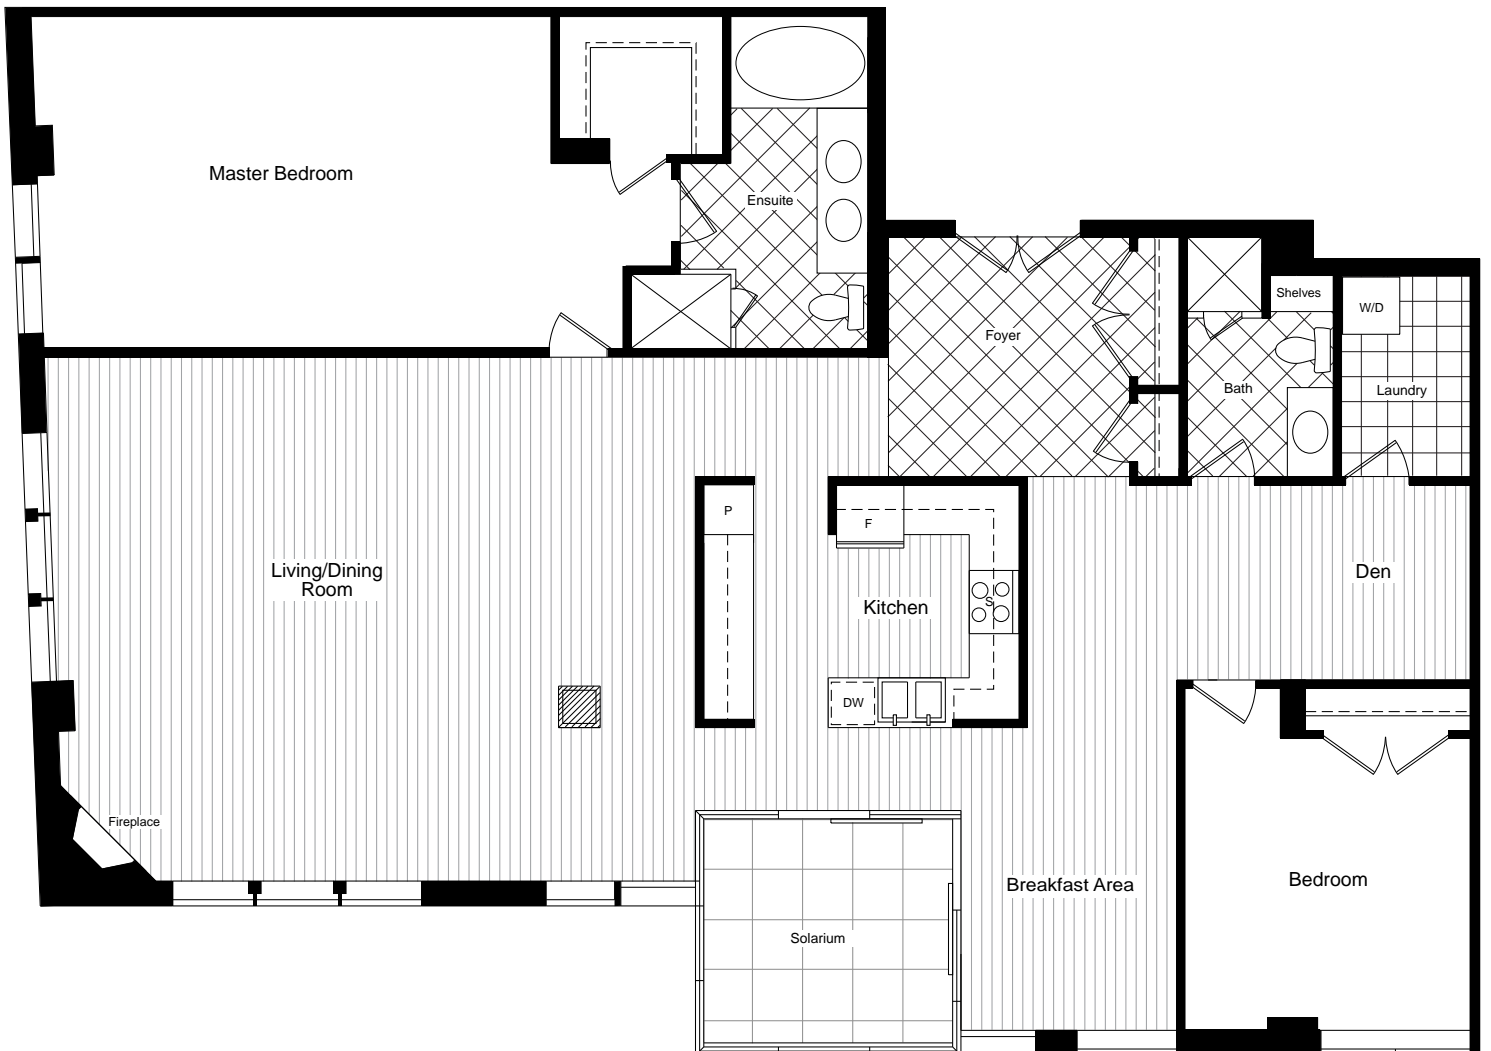 Master Bedroom
Ensuite
Shelves
W/D
Foyer
Bath
Laundry
P
F
Living/Dining
Room
Kitchen
S
Den
DW
Fireplace
Breakfast Area
Bedroom
Solarium